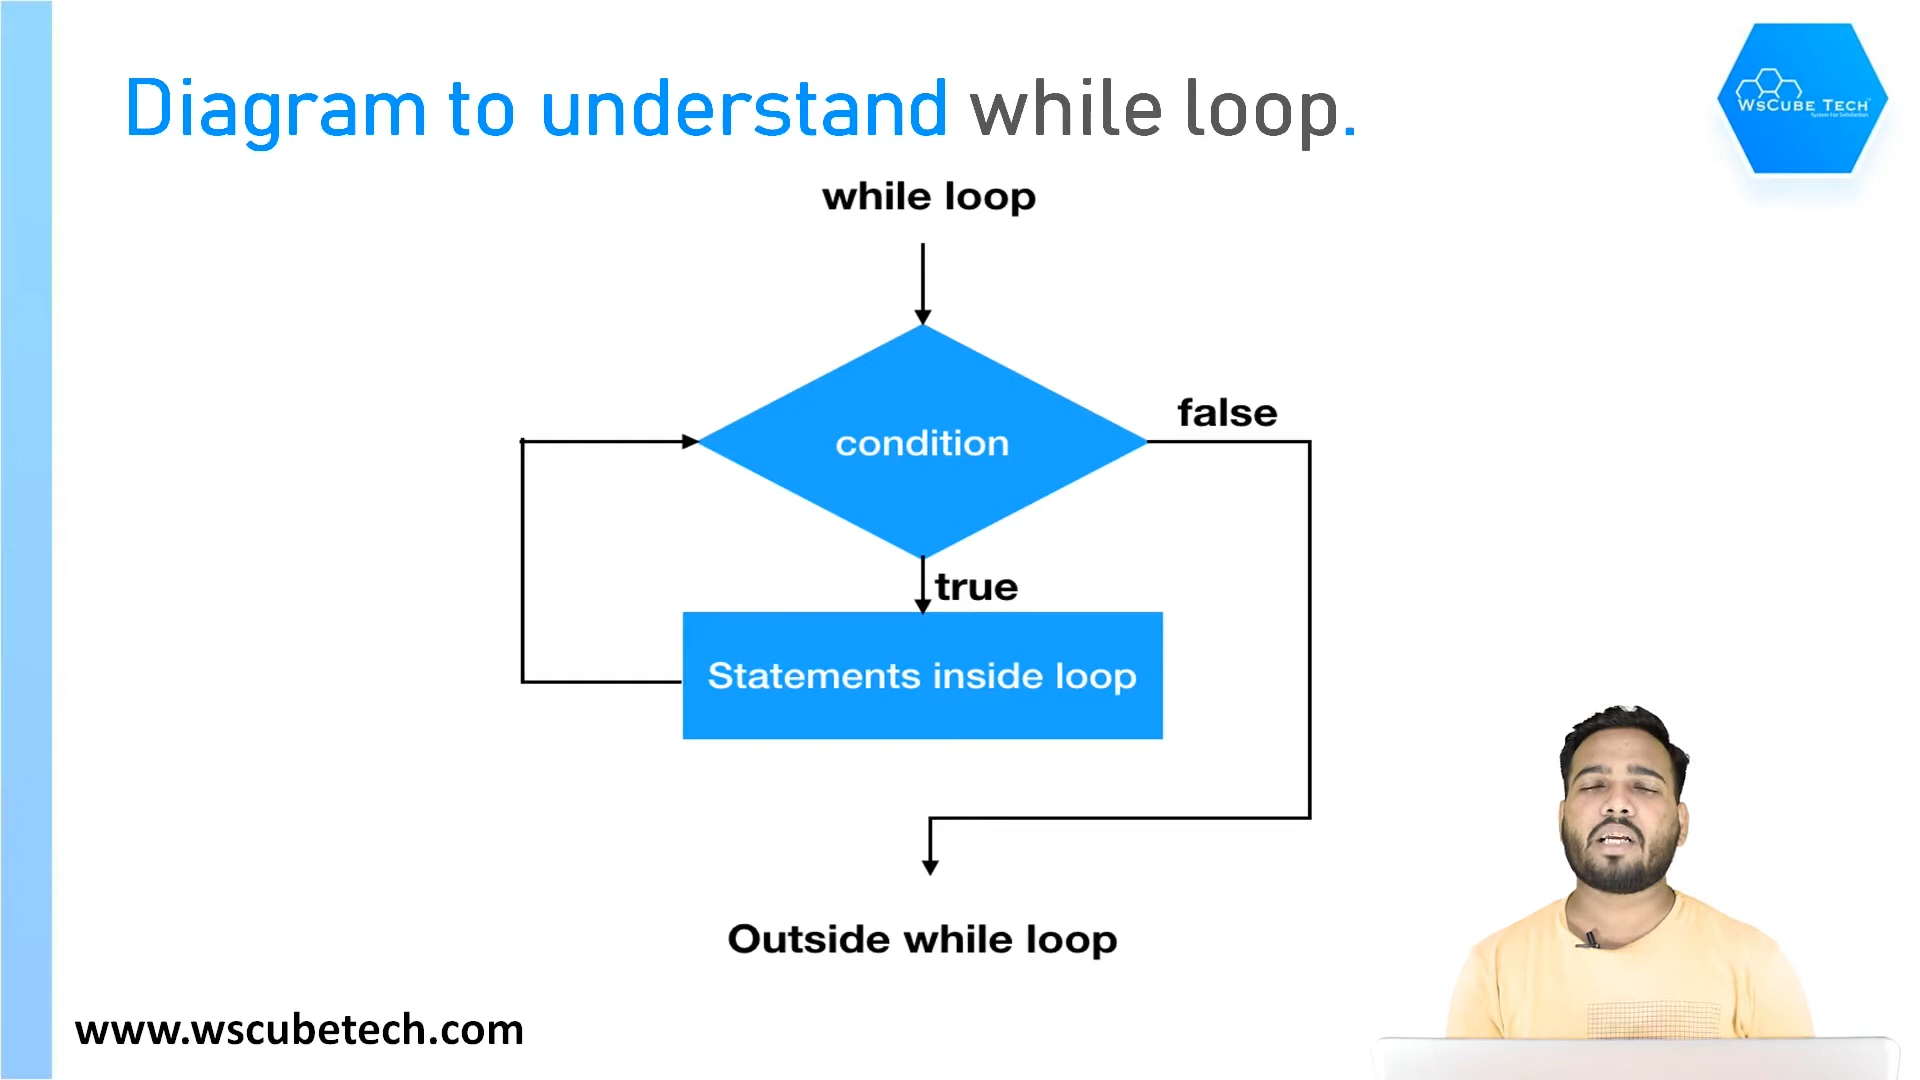 Diagram to understand while loop.
WSCUBE TECH
while loop
false
condition
true
Statements inside loop
Outside while loop
www.wscubetech.com